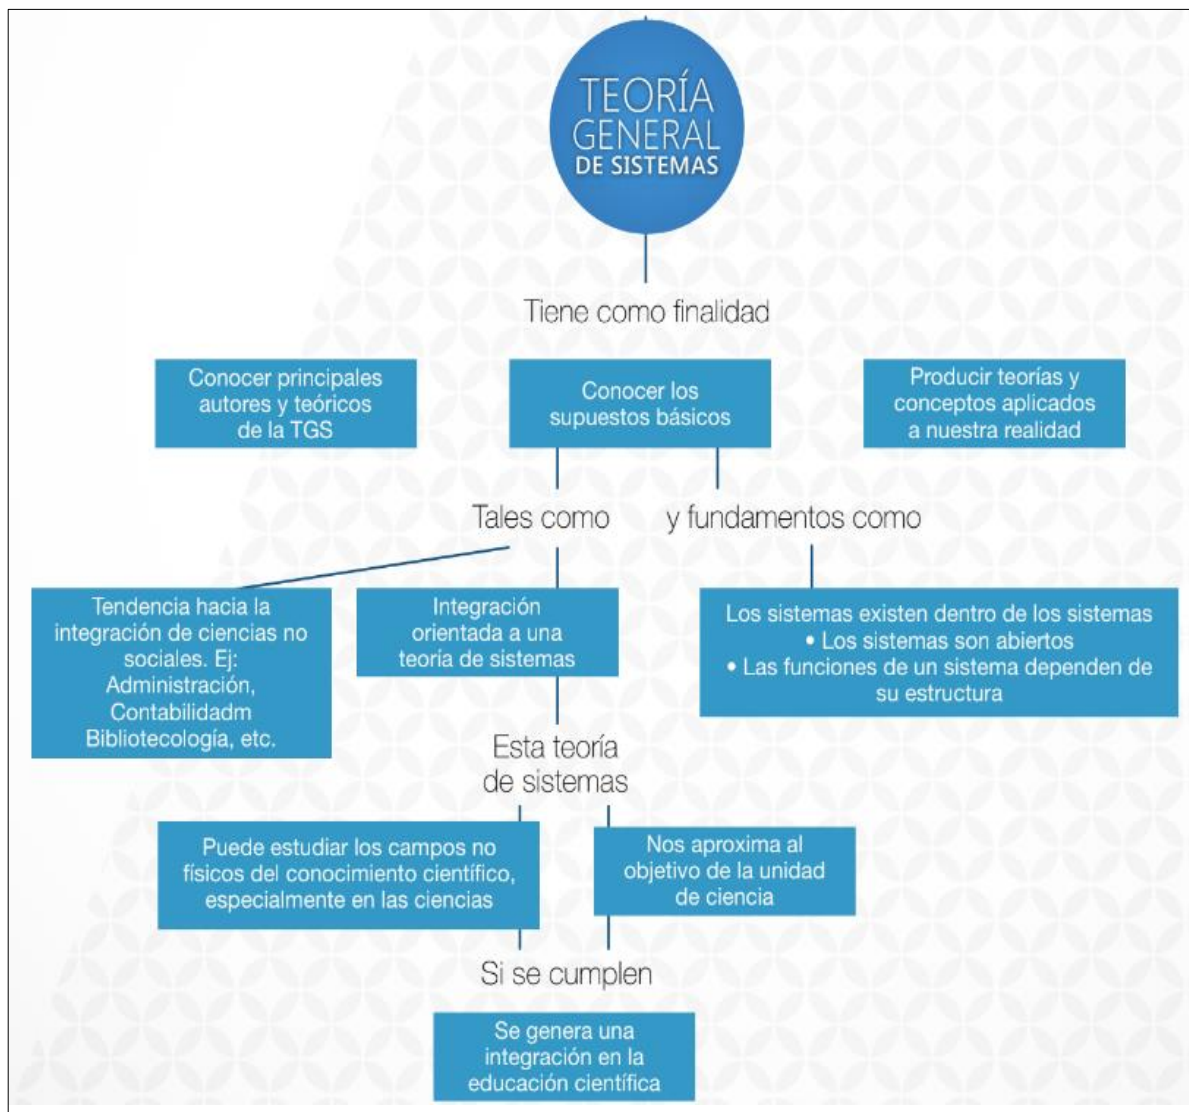 TEORÍA
GENERAL
DE SISTEMAS
Tiene como finalidad
Conocer principales
autores y teóricos
de la TGS
Conocer los
supuestos básicos
Producir teorías y
conceptos aplicados
a nuestra realidad
Tales como
y fundamentos como
Tendencia hacia la
integración de ciencias no
sociales. Ej:
Administración,
Contabilidadm
Bibliotecología, etc.
Integración
orientada a una
teoría de sistemas
Los sistemas existen dentro de los sistemas
• Los sistemas son abiertos
• Las funciones de un sistema dependen de
su estructura
Esta teoría
de sistemas
Puede estudiar los campos no
físicos del conocimiento científico,
especialmente en las ciencias
Nos aproxima al
objetivo de la unidad
de ciencia
Si se cumplen
Se genera una
integración en la
educación científica